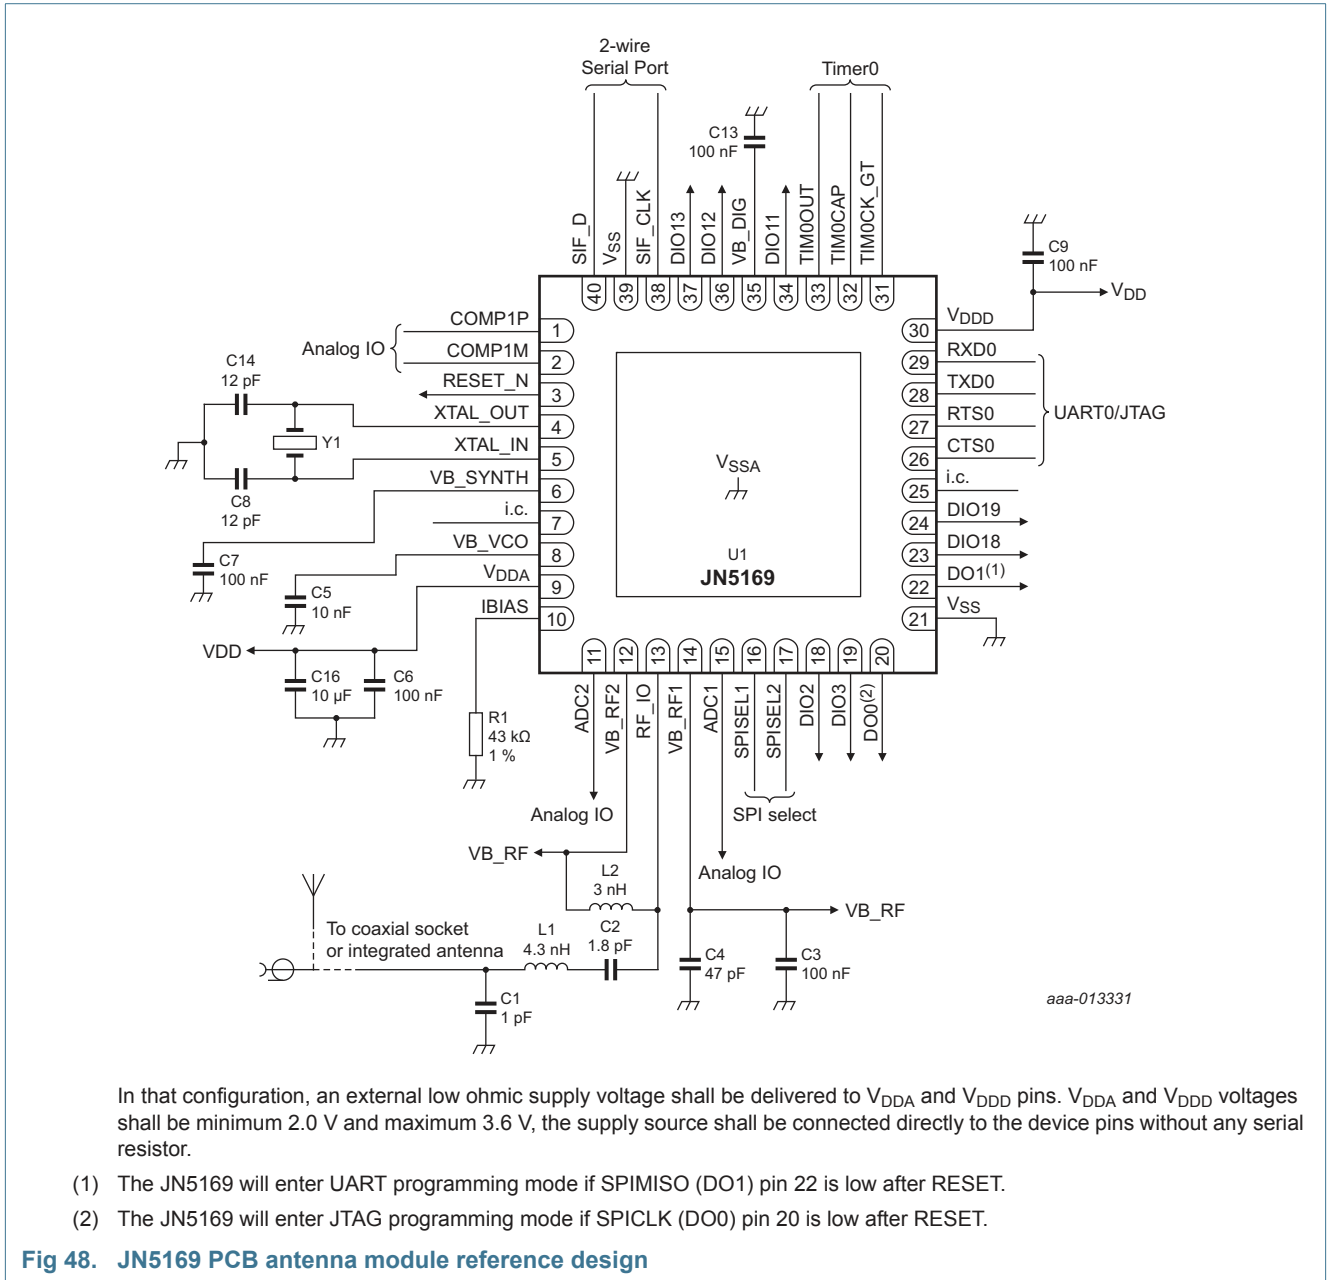 2-wire
Serial Port
Timer0
C13
100 nF
SIF_D
VSS
SIF_CLK
DIO13
DIO12
VB_DIG
DIO11
TIM0OUT
TIM0CAP
TIM0CK_GT
C9
100 nF
VDD
40
39
38
37
36
35
34
33
32
31
Analog IO
COMP1P
1
COMP1M
2
RESET_N
3
XTAL_OUT
4
XTAL_IN
5
VB_SYNTH
6
i.c.
7
VB_VCO
8
VDDA
9
IBIAS
10
C14
12 pF
Y1
C8
12 pF
C7
100 nF
C5
10 nF
VDD
C16
10 µF
C6
100 nF
R1
43 kΩ
1 %
VSSA
U1
JN5169
30
VDDD
29
RXD0
28
TXD0
27
RTS0
26
CTS0
UART0/JTAG
25
i.c.
24
DIO19
23
DIO18
22
DO1(1)
21
VSS
11
12
13
14
15
16
17
18
19
20
ADC2
VB_RF2
RF_IO
VB_RF1
ADC1
SPISEL1
SPISEL2
DIO2
DIO3
DO0(2)
Analog IO
SPI select
VB_RF
Analog IO
L2
3 nH
VB_RF
To coaxial socket
or integrated antenna
L1
4.3 nH
C2
1.8 pF
C4
47 pF
C3
100 nF
C1
1 pF
aaa-013331
In that configuration, an external low ohmic supply voltage shall be delivered to VDDA and VDDD pins. VDDA and VDDD voltages
shall be minimum 2.0 V and maximum 3.6 V, the supply source shall be connected directly to the device pins without any serial
resistor.
(1) The JN5169 will enter UART programming mode if SPIMISO (DO1) pin 22 is low after RESET.
(2) The JN5169 will enter JTAG programming mode if SPICLK (DO0) pin 20 is low after RESET.
Fig 48. JN5169 PCB antenna module reference design